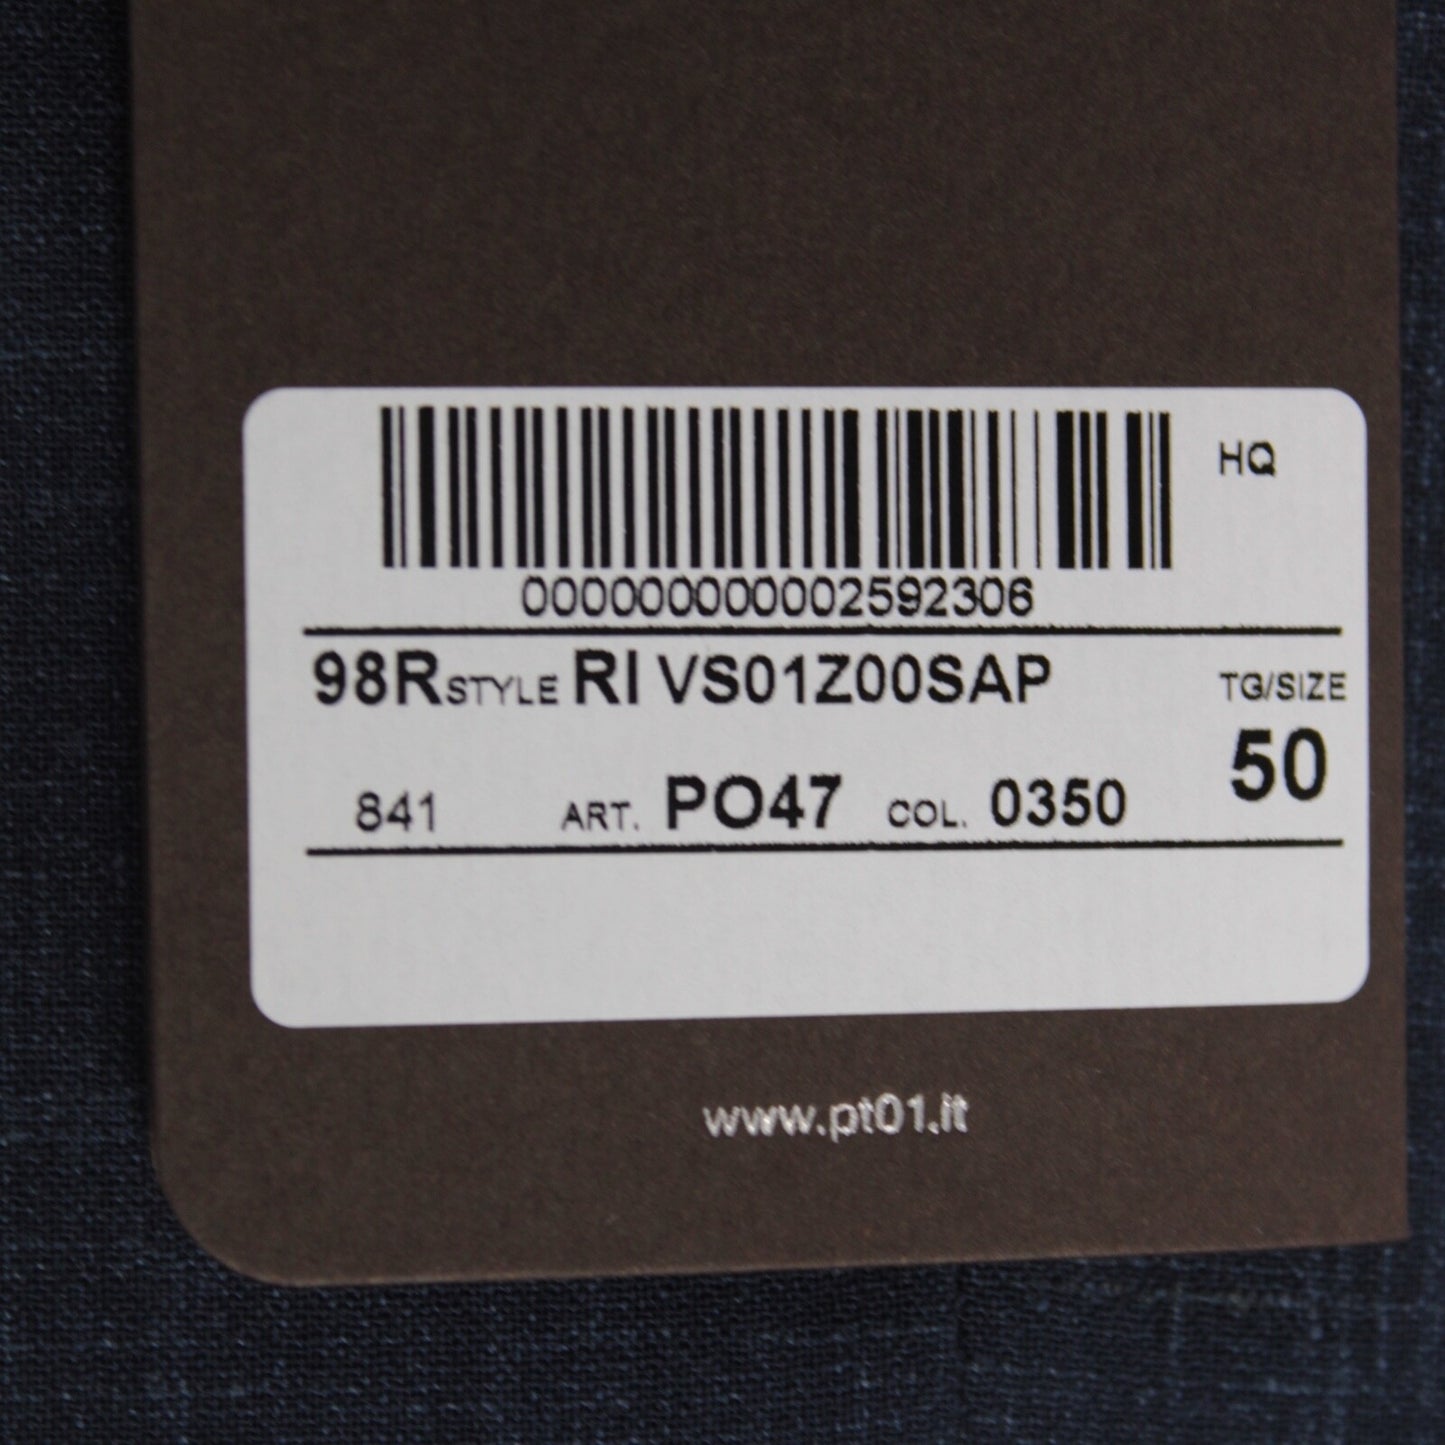 HQ
0000000000002592306
98R STYLE RI VS01Z00SAP
TG/SIZE
50
841 ART. PO47 COL. 0350
www.pt01.it